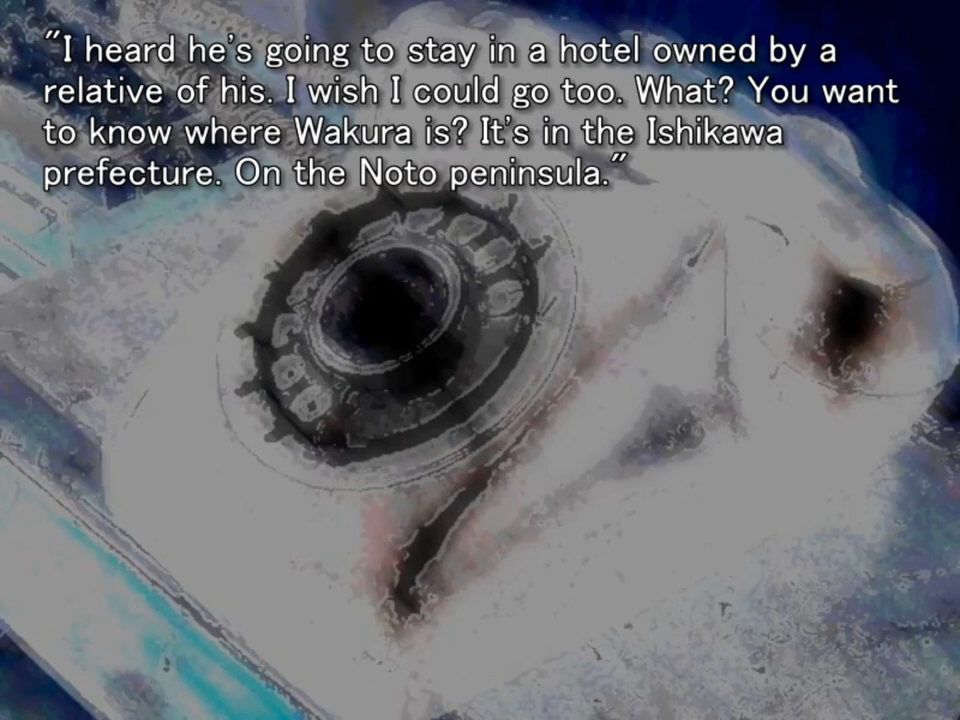 "I heard he's going to stay in a hotel owned by a
relative of his. I wish I could go too. What? You want
to know where Wakura is? It's in the Ishikawa
prefecture. On the Noto peninsula."